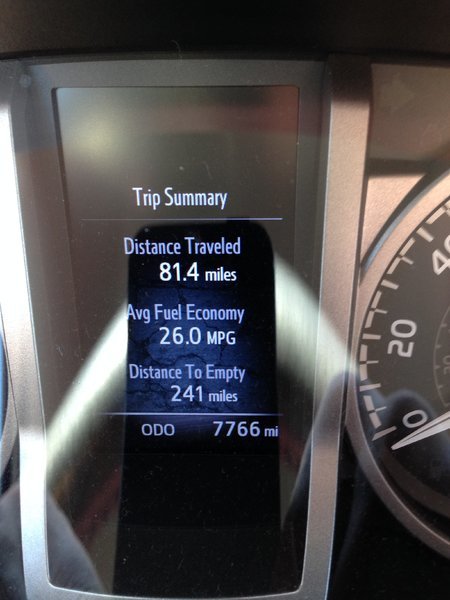 Trip Summary
Distance Traveled
81.4 miles
Avg Fuel Economy
26.0 MPG
Distance To Empty
241 miles
ODO 7766 mi
40
20
0